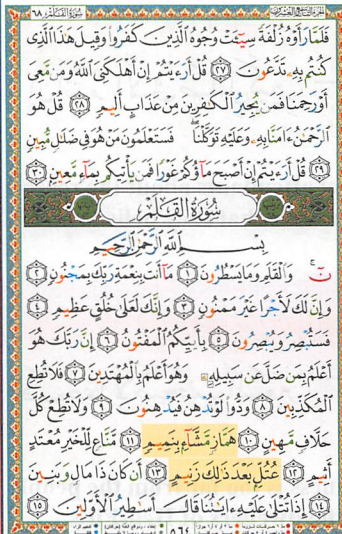 سورة القلم ٦٨
فَلَمَّا رَأَوْهُ زُلْفَةً سِيٓـَٔتْ وُجُوهُ ٱلَّذِينَ كَفَرُوا۟ وَقِيلَ هَٰذَا ٱلَّذِى
كُنتُم بِهِۦ تَدَّعُونَ ٢٧ قُلْ أَرَءَيْتُمْ إِنْ أَهْلَكَنِىَ ٱللَّهُ وَمَن مَّعِىَ
أَوْ رَحِمَنَا فَمَن يُجِيرُ ٱلْكَٰفِرِينَ مِنْ عَذَابٍ أَلِيمٍ ٢٨ قُلْ هُوَ
ٱلرَّحْمَٰنُ ءَامَنَّا بِهِۦ وَعَلَيْهِ تَوَكَّلْنَا ۖ فَسَتَعْلَمُونَ مَنْ هُوَ فِى ضَلَٰلٍ مُّبِينٍ
٢٩ قُلْ أَرَءَيْتُمْ إِنْ أَصْبَحَ مَآؤُكُمْ غَوْرًا فَمَن يَأْتِيكُم بِمَآءٍ مَّعِينٍۭ ٣٠
سُورَةُ القَلَمِ
بِسْمِ ٱللَّهِ ٱلرَّحْمَٰنِ ٱلرَّحِيمِ
نٓ ۚ وَٱلْقَلَمِ وَمَا يَسْطُرُونَ ١ مَآ أَنتَ بِنِعْمَةِ رَبِّكَ بِمَجْنُونٍ ٢
وَإِنَّ لَكَ لَأَجْرًا غَيْرَ مَمْنُونٍ ٣ وَإِنَّكَ لَعَلَىٰ خُلُقٍ عَظِيمٍ ٤
فَسَتُبْصِرُ وَيُبْصِرُونَ ٥ بِأَييِّكُمُ ٱلْمَفْتُونُ ٦ إِنَّ رَبَّكَ هُوَ
أَعْلَمُ بِمَن ضَلَّ عَن سَبِيلِهِۦ وَهُوَ أَعْلَمُ بِٱلْمُهْتَدِينَ ٧ فَلَا تُطِعِ
ٱلْمُكَذِّبِينَ ٨ وَدُّوا۟ لَوْ تُدْهِنُ فَيُدْهِنُونَ ٩ وَلَا تُطِعْ كُلَّ
حَلَّافٍ مَّهِينٍ ١٠ هَمَّازٍ مَّشَّآءٍۭ بِنَمِيمٍ ١١ مَّنَّاعٍ لِّلْخَيْرِ مُعْتَدٍ
أَثِيمٍ ١٢ عُتُلٍّۭ بَعْدَ ذَٰلِكَ زَنِيمٍ ١٣ أَن كَانَ ذَا مَالٍ وَبَنِينَ
١٤ إِذَا تُتْلَىٰ عَلَيْهِ ءَايَٰتُنَا قَالَ أَسَٰطِيرُ ٱلْأَوَّلِينَ ١٥
٥٦٤